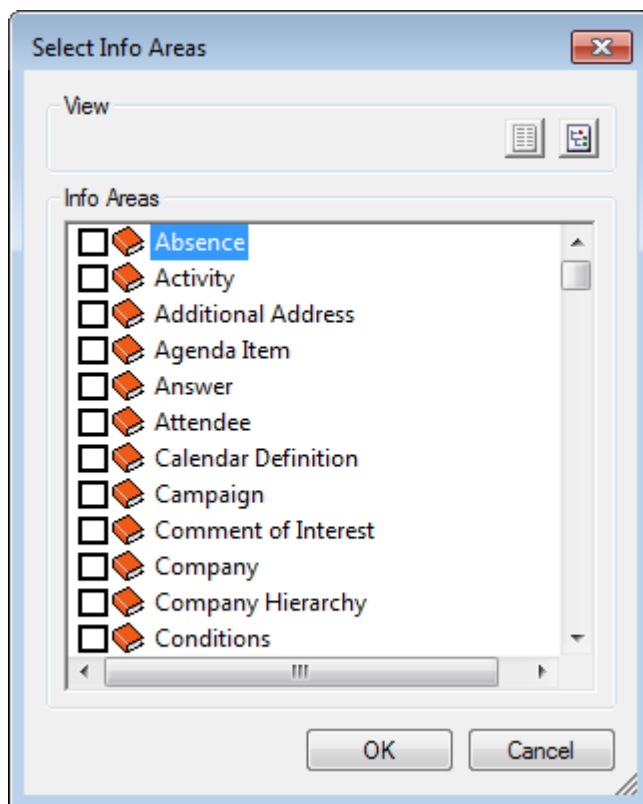 Select Info Areas
View
Info Areas
Absence
Activity
Additional Address
Agenda Item
Answer
Attendee
Calendar Definition
Campaign
Comment of Interest
Company
Company Hierarchy
Conditions
OK
Cancel